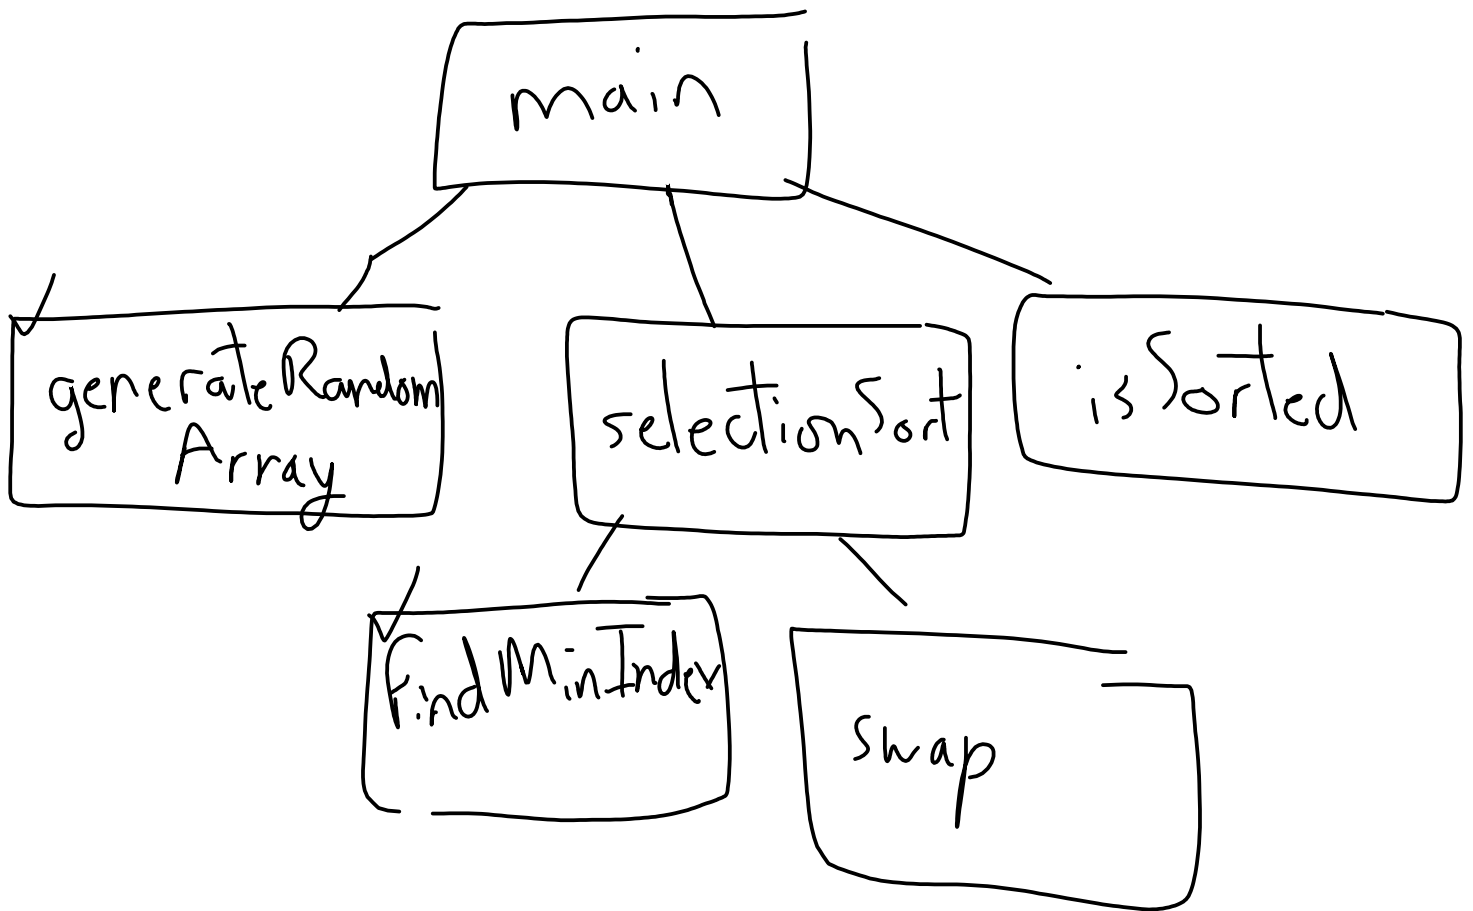 main
generateRandom
Array
selectionSort
isSorted
findMinIndex
swap